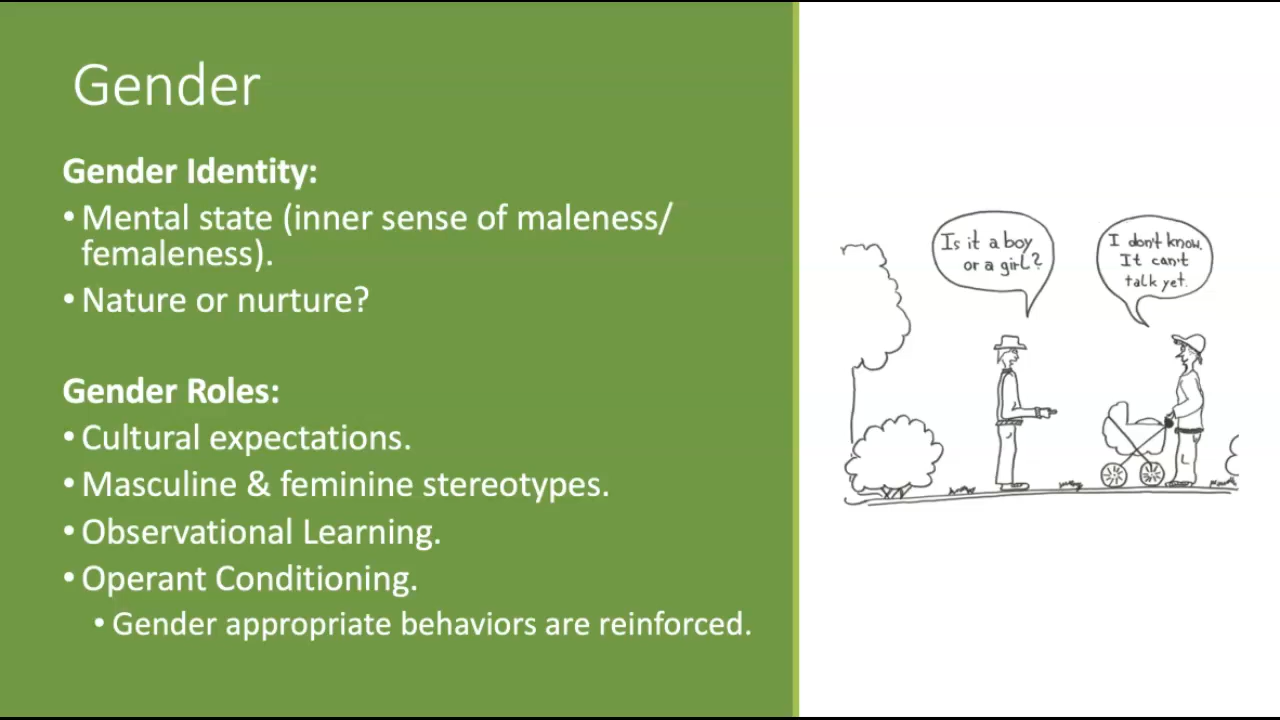 Gender
Gender Identity:
• Mental state (inner sense of maleness/
femaleness).
• Nature or nurture?
Gender Roles:
• Cultural expectations.
• Masculine & feminine stereotypes.
• Observational Learning.
• Operant Conditioning.
• Gender appropriate behaviors are reinforced.
Is it a boy
or a girl?
I don't know.
It can't
talk yet.